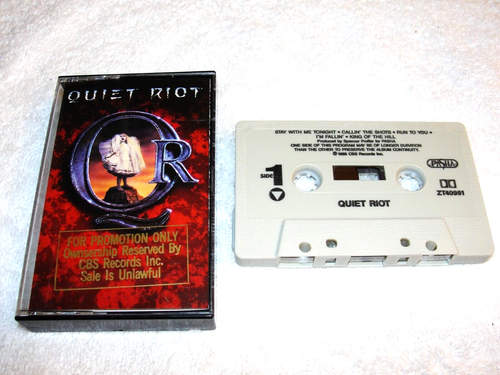 QUIET RIOT
QR
FOR PROMOTION ONLY
Ownsership Reserved By
CBS Records Inc.
Sale Is Unlawful
STAY WITH ME TONIGHT • CALLIN' THE SHOTS • RUN TO YOU •
I'M FALLIN' • KING OF THE HILL
Produced by Spencer Proffer for PASHA.
ONE SIDE OF THIS PROGRAM MAY BE OF LONGER DURATION
THAN THE OTHER TO PRESERVE THE ALBUM CONTINUITY.
© 1988 CBS Records Inc.
SIDE 1
PASHA
ZT40981
QUIET RIOT